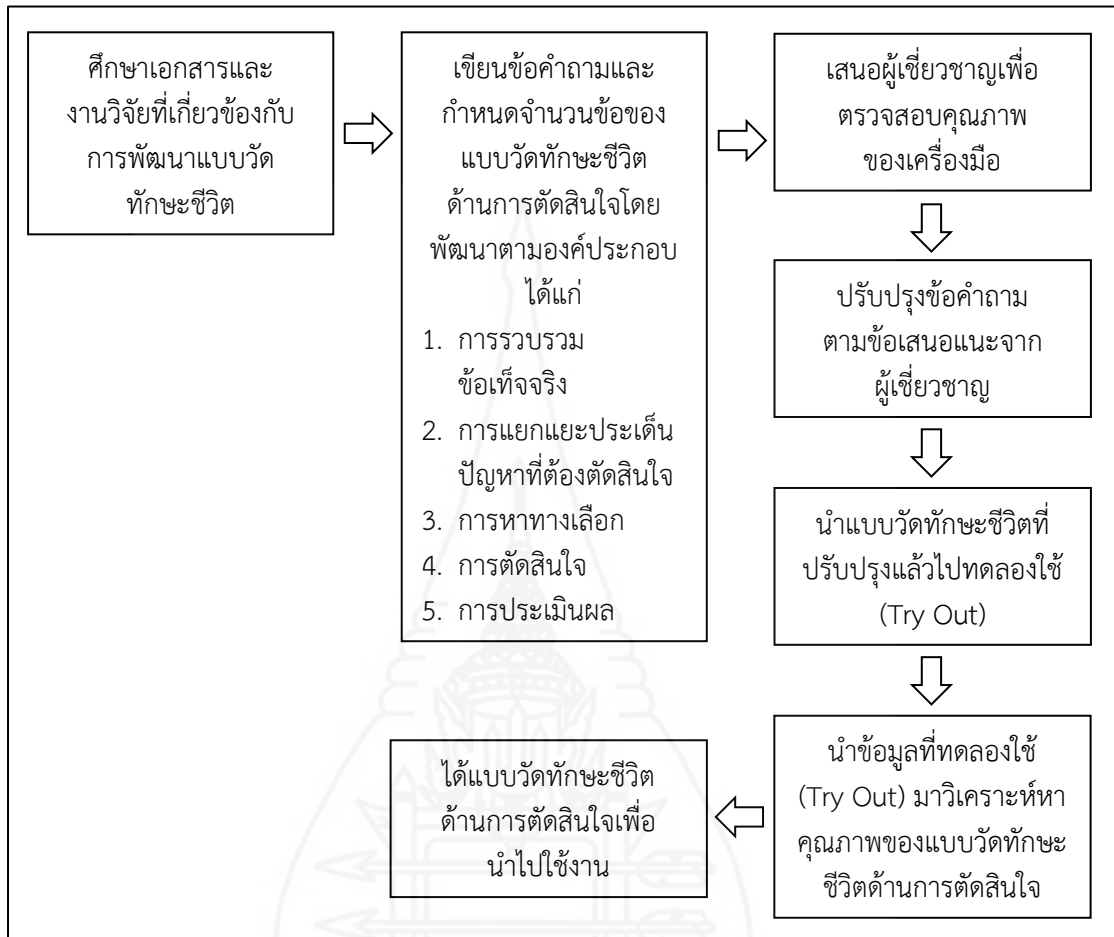 ศึกษาเอกสารและ
งานวิจัยที่เกี่ยวข้องกับ
การพัฒนาแบบวัด
ทักษะชีวิต
เขียนข้อคำถามและ
กำหนดจำนวนข้อของ
แบบวัดทักษะชีวิต
ด้านการตัดสินใจโดย
พัฒนาตามองค์ประกอบ
ได้แก่
1. การรวบรวม
ข้อเท็จจริง
2. การแยกแยะประเด็น
ปัญหาที่ต้องตัดสินใจ
3. การหาทางเลือก
4. การตัดสินใจ
5. การประเมินผล
เสนอผู้เชี่ยวชาญเพื่อ
ตรวจสอบคุณภาพ
ของเครื่องมือ
ปรับปรุงข้อคำถาม
ตามข้อเสนอแนะจาก
ผู้เชี่ยวชาญ
นำแบบวัดทักษะชีวิตที่
ปรับปรุงแล้วไปทดลองใช้
(Try Out)
นำข้อมูลที่ทดลองใช้
(Try Out) มาวิเคราะห์หา
คุณภาพของแบบวัดทักษะ
ชีวิตด้านการตัดสินใจ
ได้แบบวัดทักษะชีวิต
ด้านการตัดสินใจเพื่อ
นำไปใช้งาน